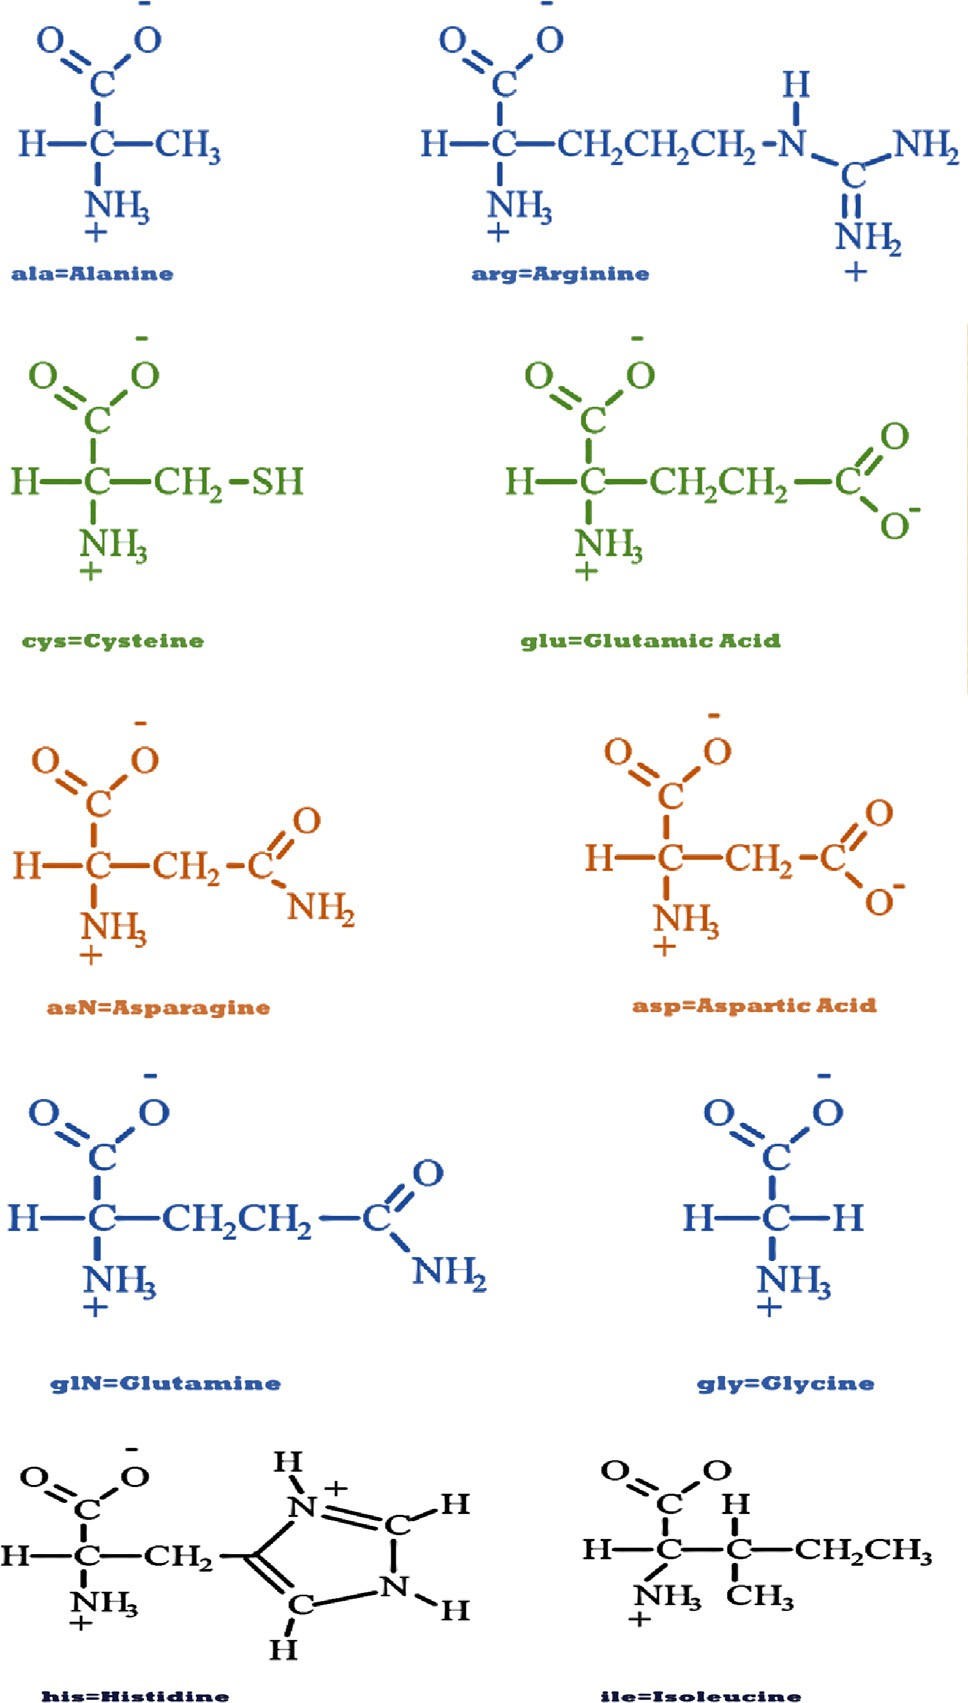 - -
O O O O
C C H
H C CH3 H C CH2CH2CH2 N NH2
NH3 NH3 C
+ + NH2
+
ala=Alanine arg=Arginine
- -
O O O O
C C O
H C CH2 SH H C CH2CH2 C
NH3 NH3 O-
+ +
cys=Cysteine glu=Glutamic Acid
- -
O O O O
C C
O O
H C CH2 C H C CH2 C
NH3 NH2 NH3 O-
+ +
asN=Asparagine asp=Aspartic Acid
- -
O O O O
C C
O
H C CH2CH2 C H C H
NH3 NH2 NH3
+ +
glN=Glutamine gly=Glycine
-
O O H O O
C N+ C H C H
H C CH2 H C C CH2CH3
NH3 C N H NH3 CH3
+ H +
his=Histidine ile=Isoleucine